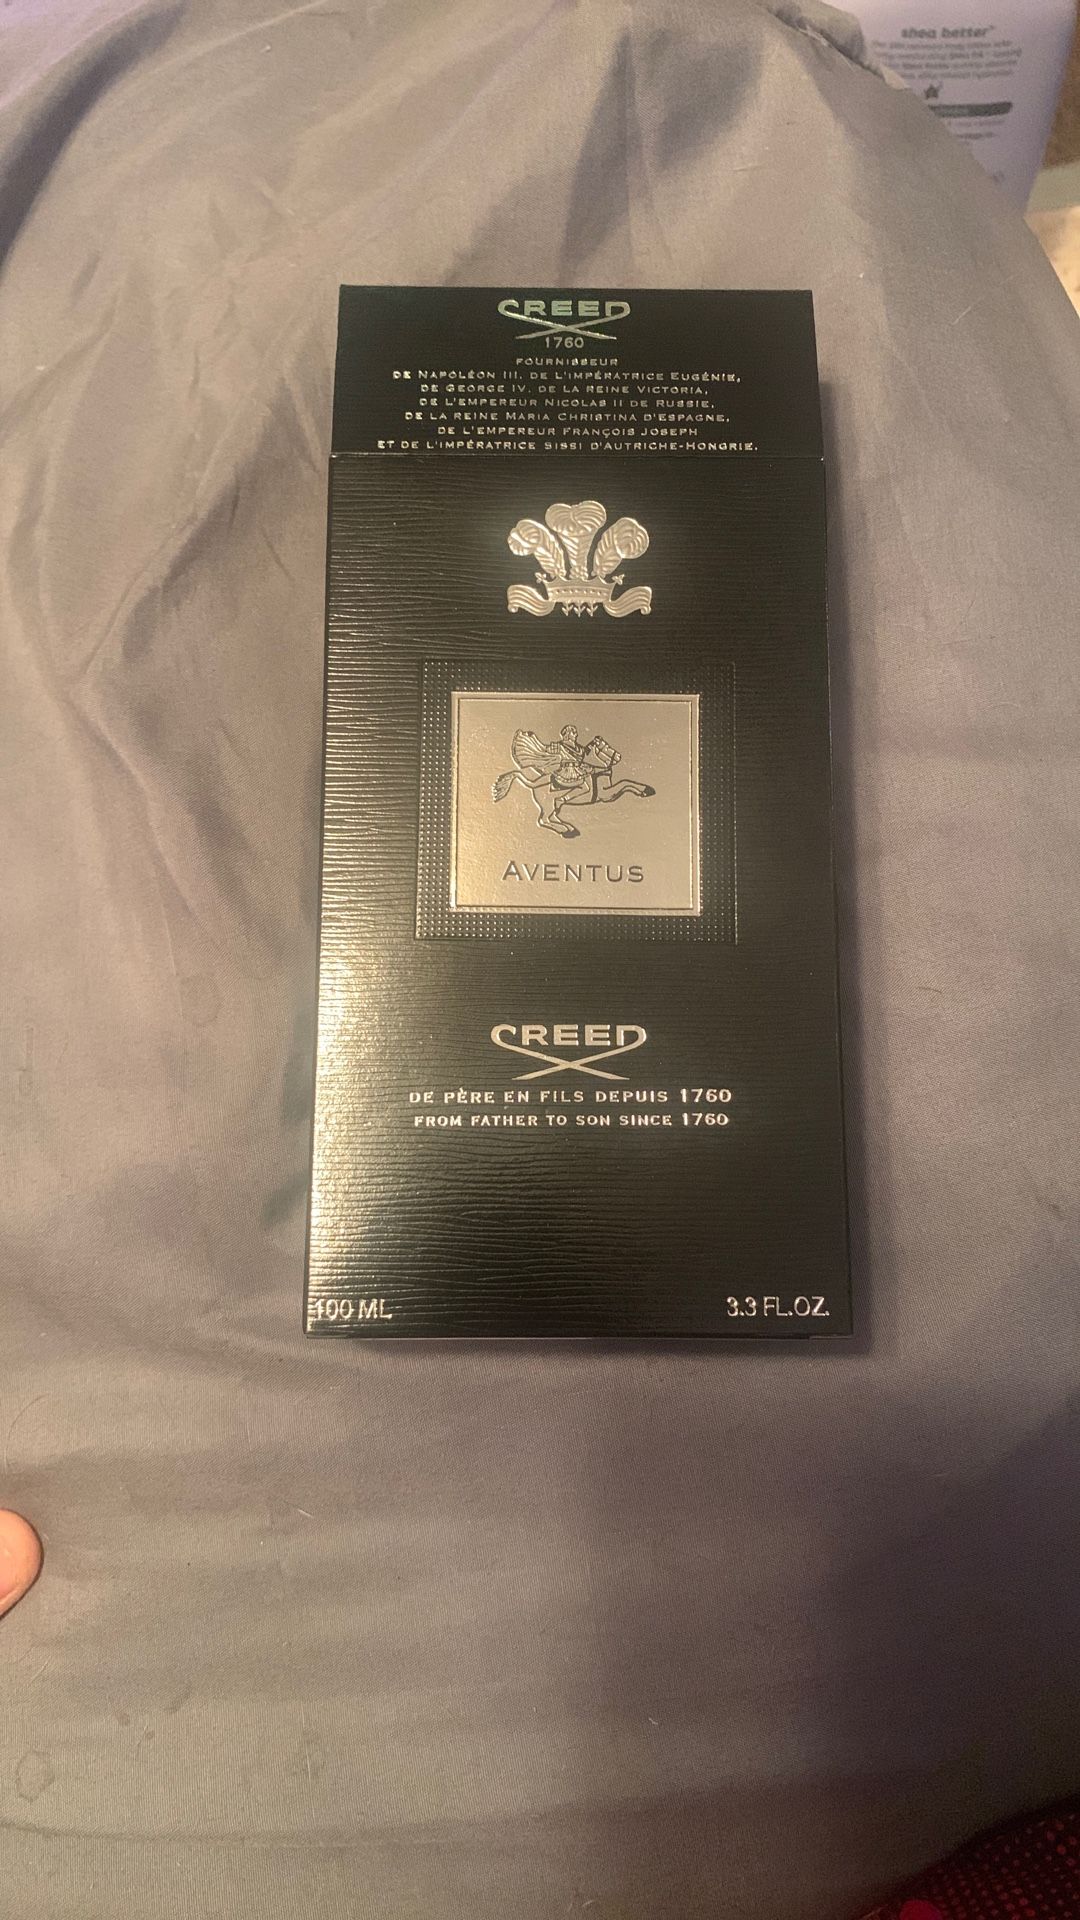 shea better
CREED
1760
FOURNISSEUR
DE NAPOLÉON III, DE L'IMPÉRATRICE EUGÉNIE,
DE GEORGE IV, DE LA REINE VICTORIA,
DE L'EMPEREUR NICOLAS II DE RUSSIE,
DE LA REINE MARIA CHRISTINA D'ESPAGNE,
DE L'EMPEREUR FRANÇOIS JOSEPH
ET DE L'IMPÉRATRICE SISSI D'AUTRICHE-HONGRIE.
AVENTUS
CREED
DE PÈRE EN FILS DEPUIS 1760
FROM FATHER TO SON SINCE 1760
100 ML
3.3 FL.OZ.